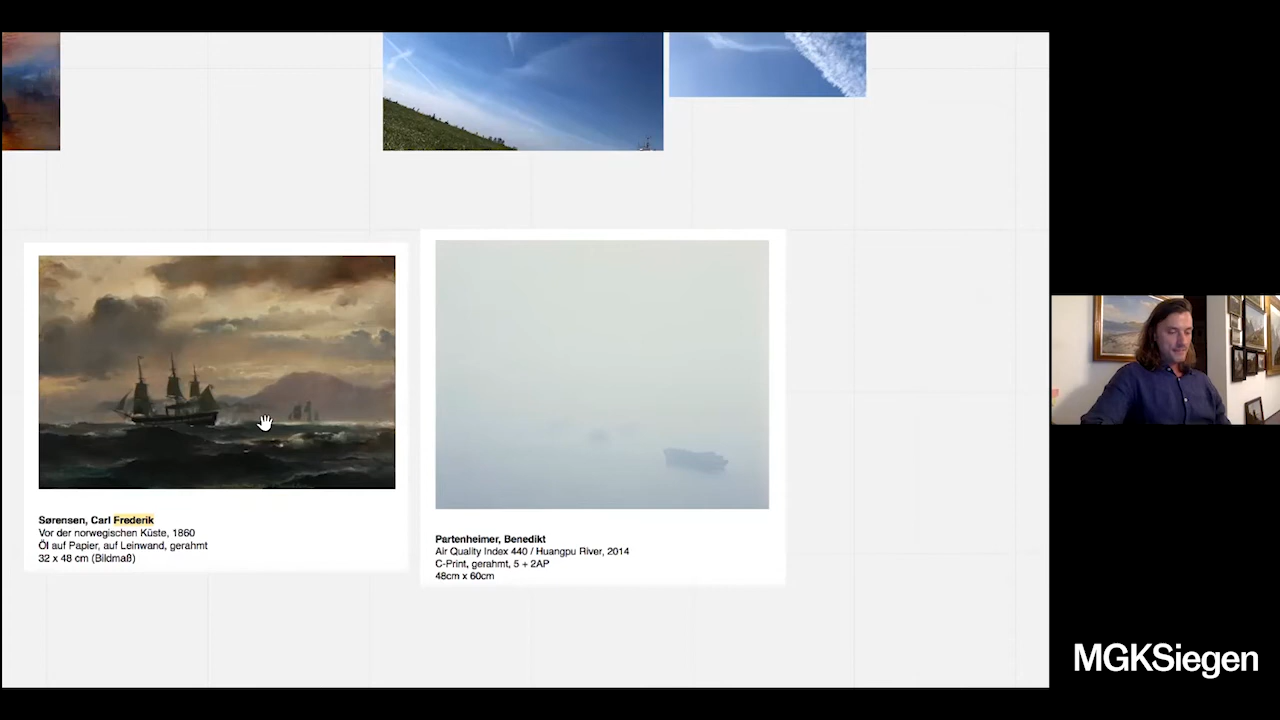 Sørensen, Carl Frederik
Vor der norwegischen Küste, 1860
Öl auf Papier, auf Leinwand, gerahmt
32 x 48 cm (Bildmaß)
Partenheimer, Benedikt
Air Quality Index 440 / Huangpu River, 2014
C-Print, gerahmt, 5 + 2AP
48cm x 60cm
MGKSiegen